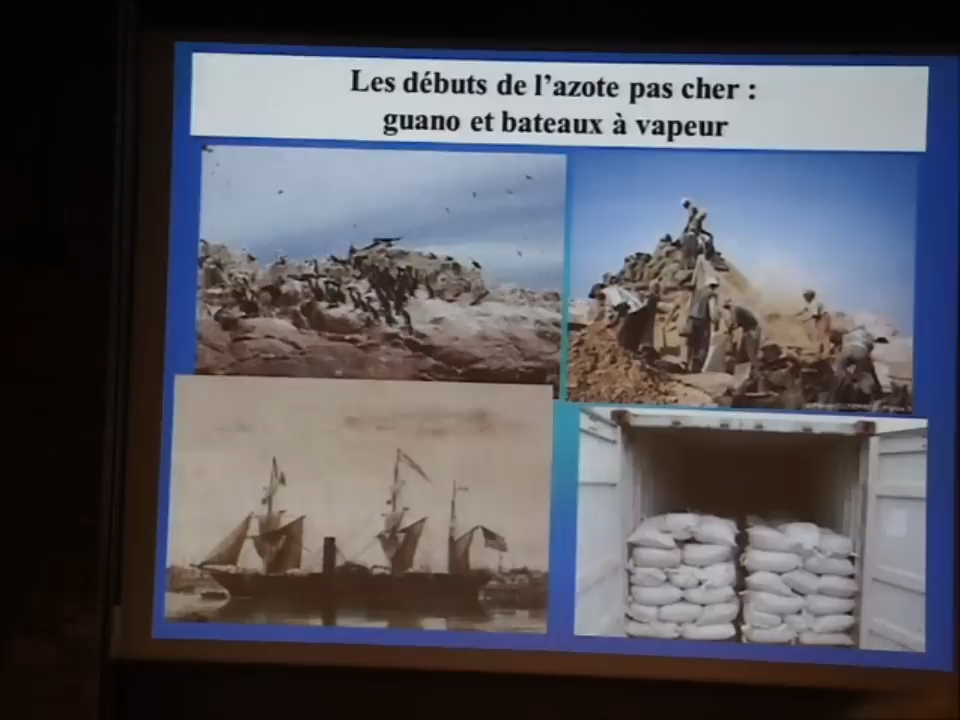 Les débuts de l'azote pas cher :
guano et bateaux à vapeur